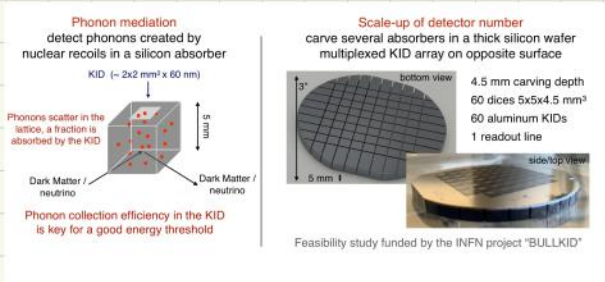 Phonon mediation
detect phonons created by
nuclear recoils in a silicon absorber
KID (~ 2x2 mm² x 60 nm)
Phonons scatter in the
lattice, a fraction is
absorbed by the KID
5 mm
Dark Matter /
neutrino
Dark Matter /
neutrino
Phonon collection efficiency in the KID
is key for a good energy threshold
Scale-up of detector number
carve several absorbers in a thick silicon wafer
multiplexed KID array on opposite surface
3"
bottom view
5 mm
4.5 mm carving depth
60 dices 5x5x4.5 mm³
60 aluminum KIDs
1 readout line
side/top view
Feasibility study funded by the INFN project "BULLKID"